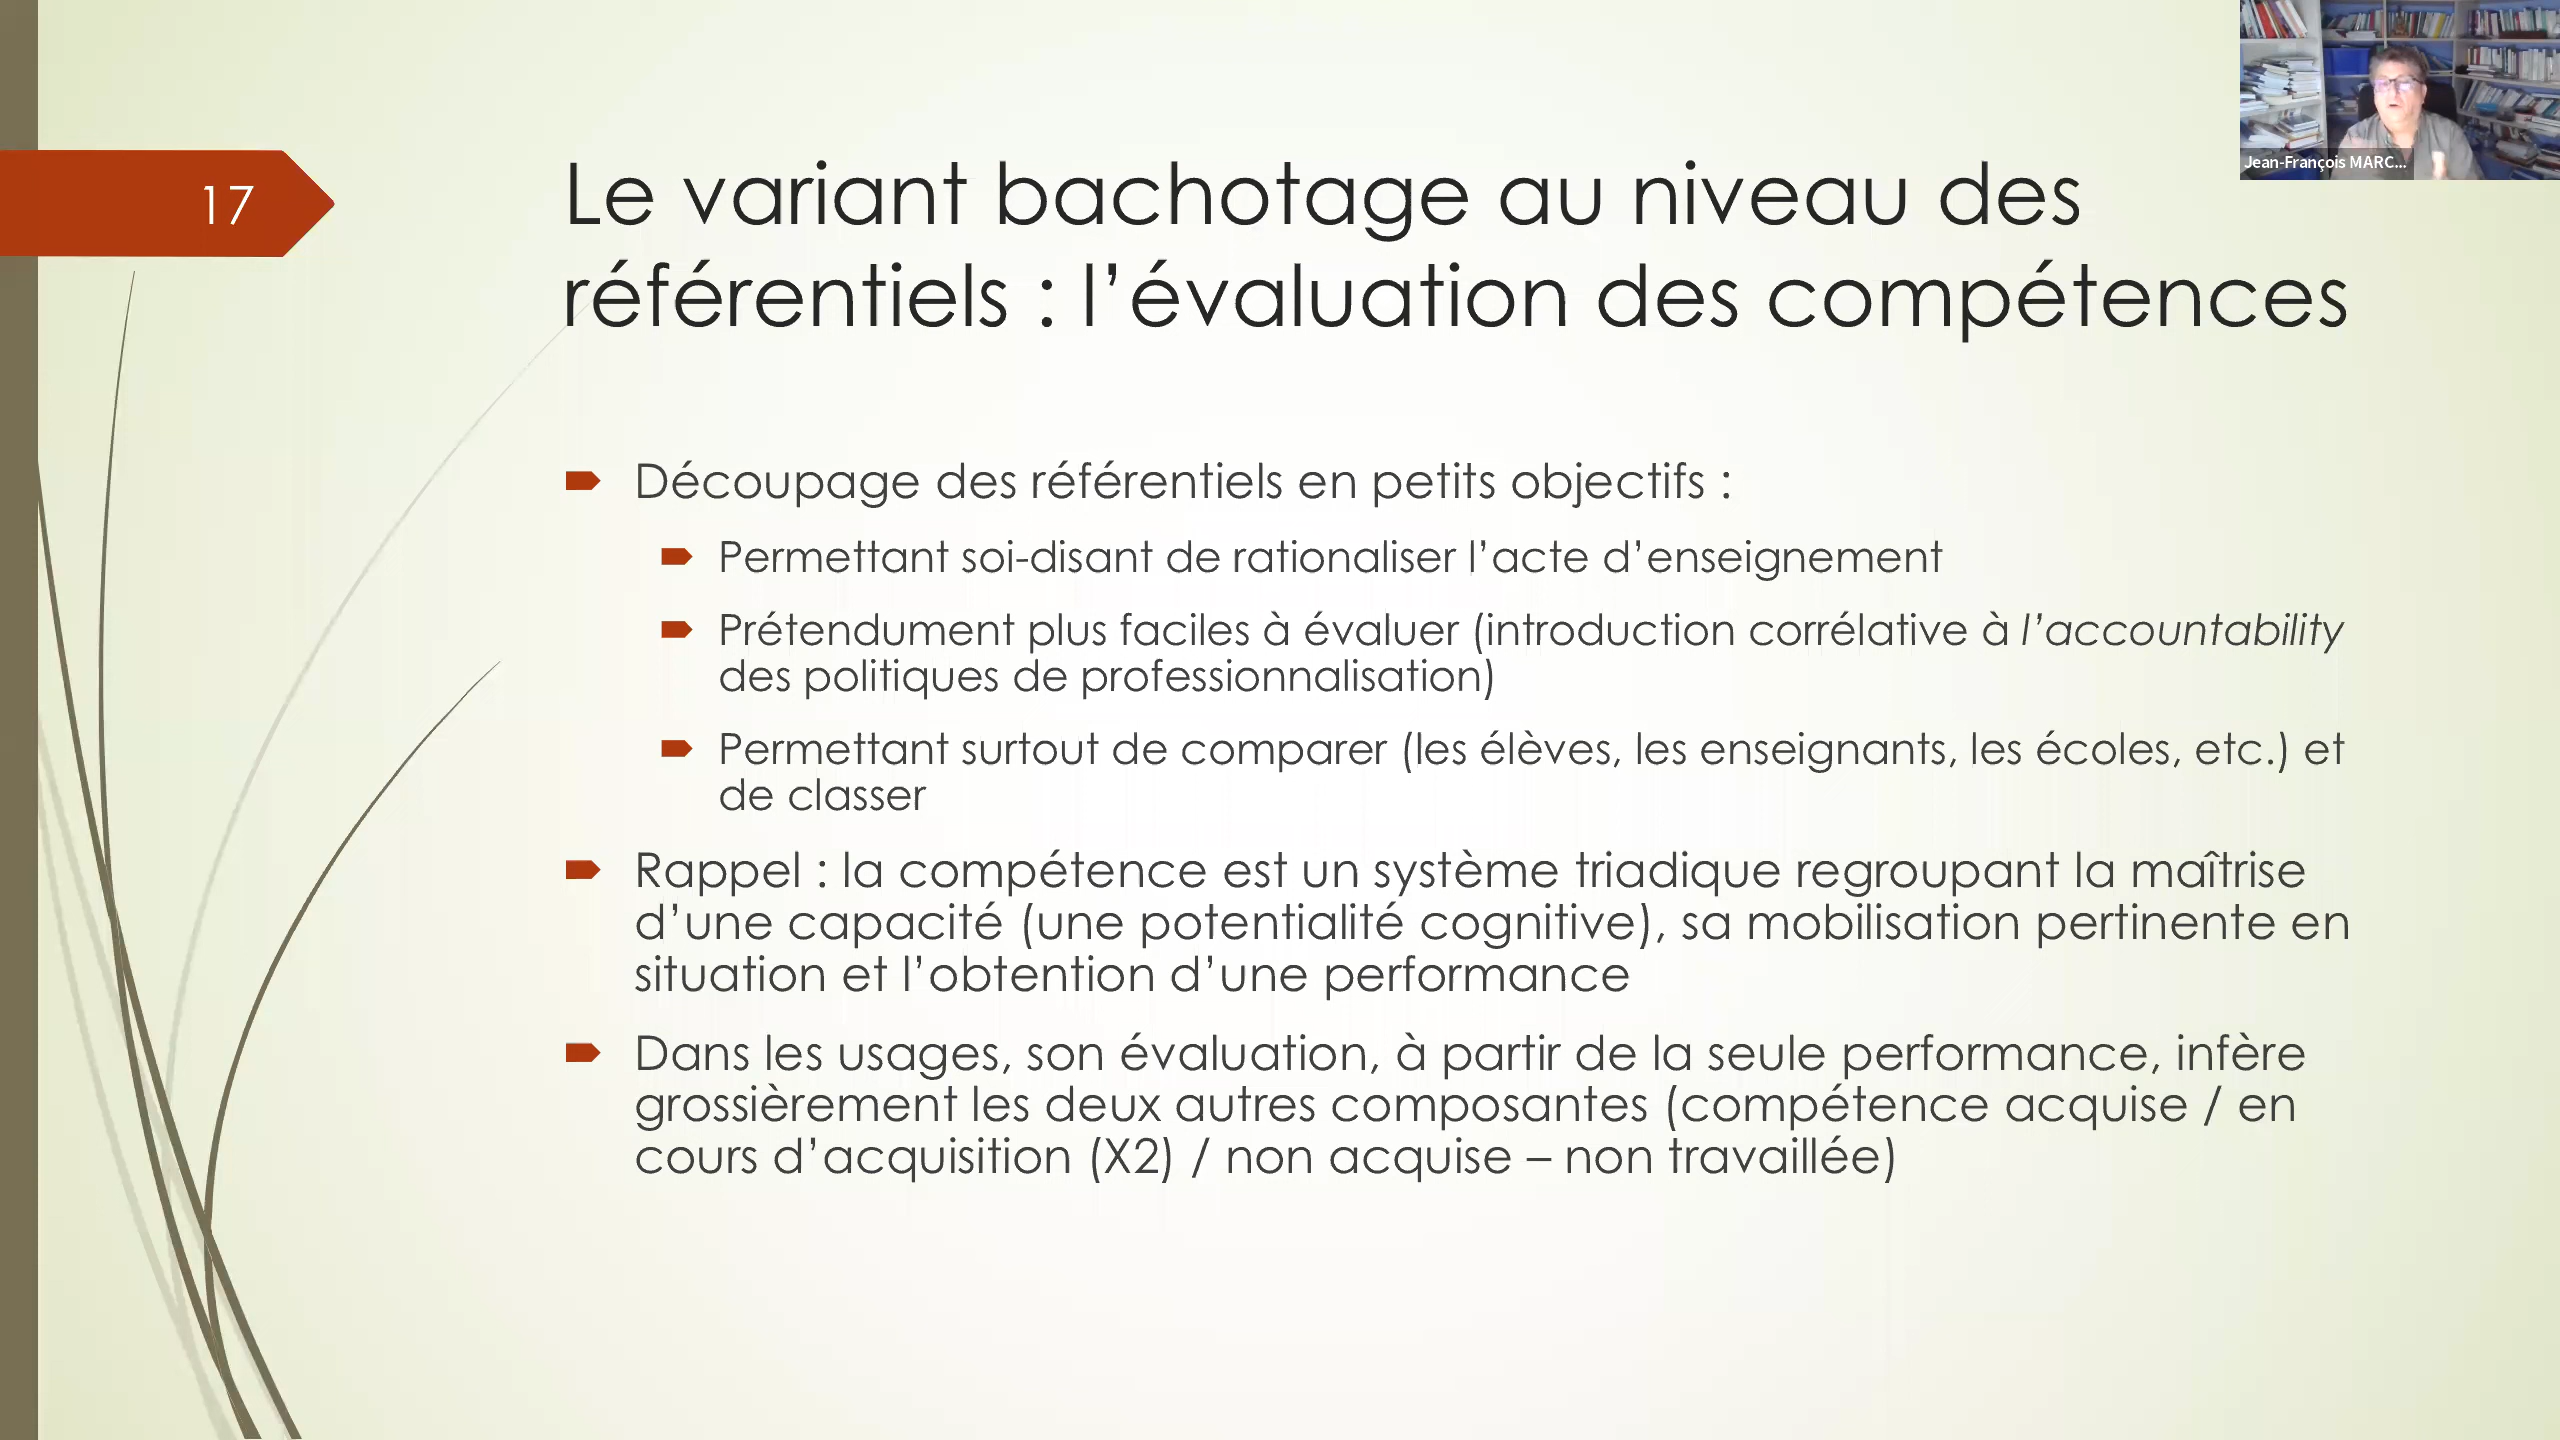 Jean-François MARC...
17
Le variant bachotage au niveau des
référentiels : l’évaluation des compétences
Découpage des référentiels en petits objectifs :
Permettant soi-disant de rationaliser l’acte d’enseignement
Prétendument plus faciles à évaluer (introduction corrélative à l’accountability
des politiques de professionnalisation)
Permettant surtout de comparer (les élèves, les enseignants, les écoles, etc.) et
de classer
Rappel : la compétence est un système triadique regroupant la maîtrise
d’une capacité (une potentialité cognitive), sa mobilisation pertinente en
situation et l’obtention d’une performance
Dans les usages, son évaluation, à partir de la seule performance, infère
grossièrement les deux autres composantes (compétence acquise / en
cours d’acquisition (X2) / non acquise – non travaillée)